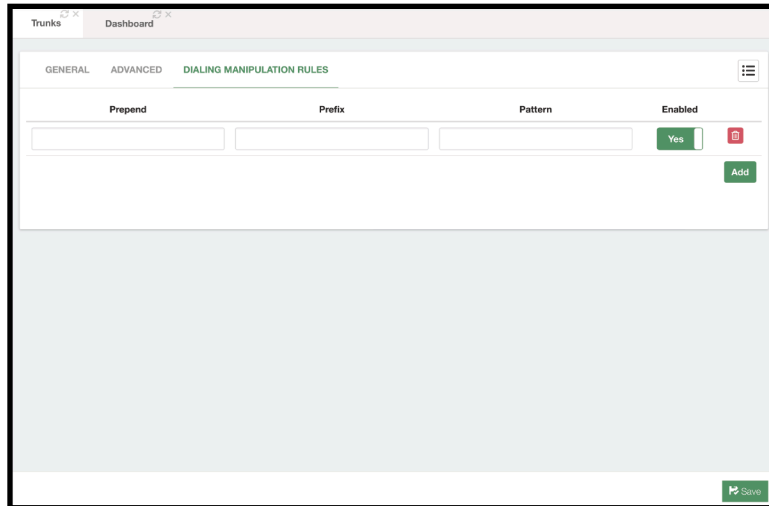 Trunks
Dashboard
GENERAL ADVANCED DIALING MANIPULATION RULES
Prepend Prefix Pattern Enabled
Yes
Add
Save